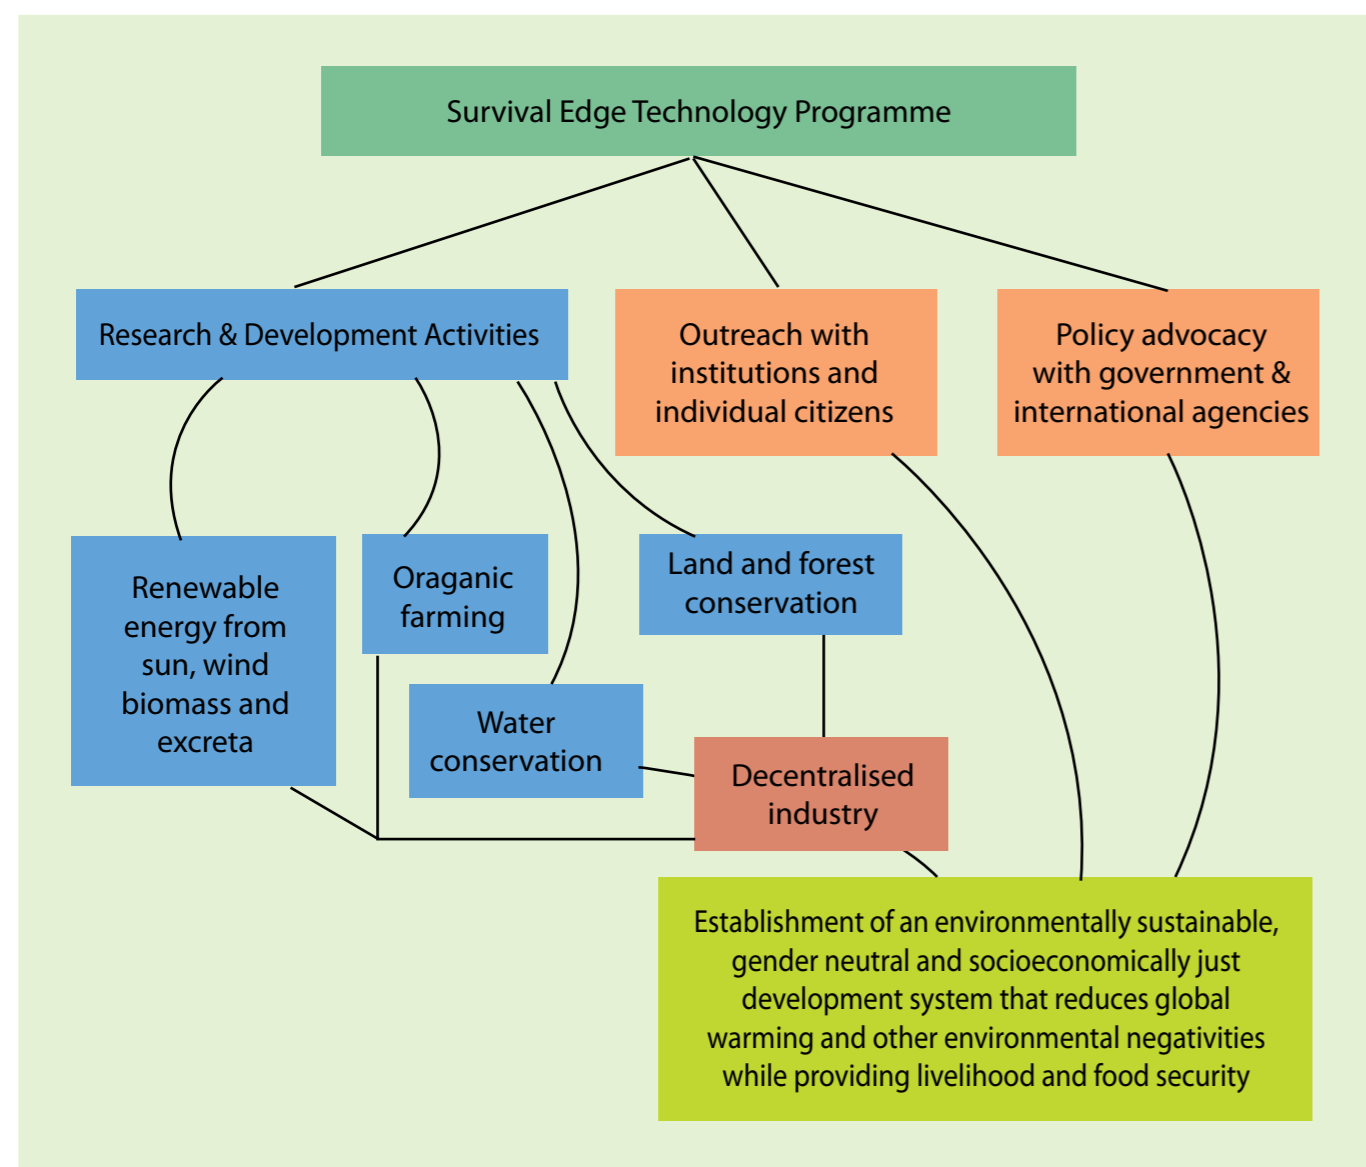 Survival Edge Technology Programme
Research & Development Activities
Outreach with
institutions and
individual citizens
Policy advocacy
with government &
international agencies
Renewable
energy from
sun, wind
biomass and
excreta
Oraganic
farming
Land and forest
conservation
Water
conservation
Decentralised
industry
Establishment of an environmentally sustainable,
gender neutral and socioeconomically just
development system that reduces global
warming and other environmental negativities
while providing livelihood and food security